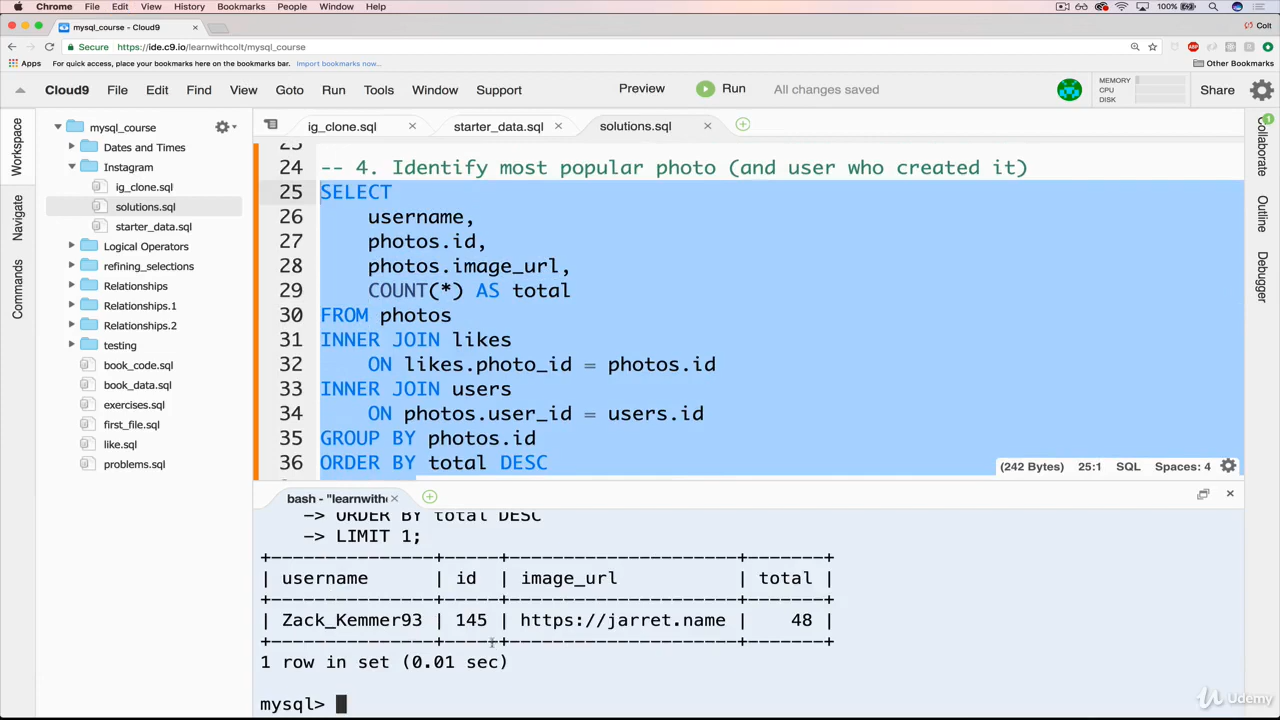 Chrome File Edit View History Bookmarks People Window Help 100%
mysql_course - Cloud9 Colt
Secure https://ide.c9.io/learnwithcolt/mysql_course
Apps For quick access, place your bookmarks here on the bookmarks bar. Import bookmarks now... Other Bookmarks
Cloud9 File Edit Find View Goto Run Tools Window Support Preview Run All changes saved MEMORY CPU DISK Share
Workspace
Navigate
Commands
mysql_course
Dates and Times
Instagram
ig_clone.sql
solutions.sql
starter_data.sql
Logical Operators
refining_selections
Relationships
Relationships.1
Relationships.2
testing
book_code.sql
book_data.sql
exercises.sql
first_file.sql
like.sql
problems.sql
ig_clone.sql starter_data.sql solutions.sql
23
24 -- 4. Identify most popular photo (and user who created it)
25 SELECT
26 username,
27 photos.id,
28 photos.image_url,
29 COUNT(*) AS total
30 FROM photos
31 INNER JOIN likes
32 ON likes.photo_id = photos.id
33 INNER JOIN users
34 ON photos.user_id = users.id
35 GROUP BY photos.id
36 ORDER BY total DESC
(242 Bytes) 25:1 SQL Spaces: 4
Collaborate 1
Outline
Debugger
bash - "learnwith
-> ORDER BY total DESC
-> LIMIT 1;
+---------------+-----+---------------------+-------+
| username | id | image_url | total |
+---------------+-----+---------------------+-------+
| Zack_Kemmer93 | 145 | https://jarret.name | 48 |
+---------------+-----+---------------------+-------+
1 row in set (0.01 sec)
mysql>
Udemy